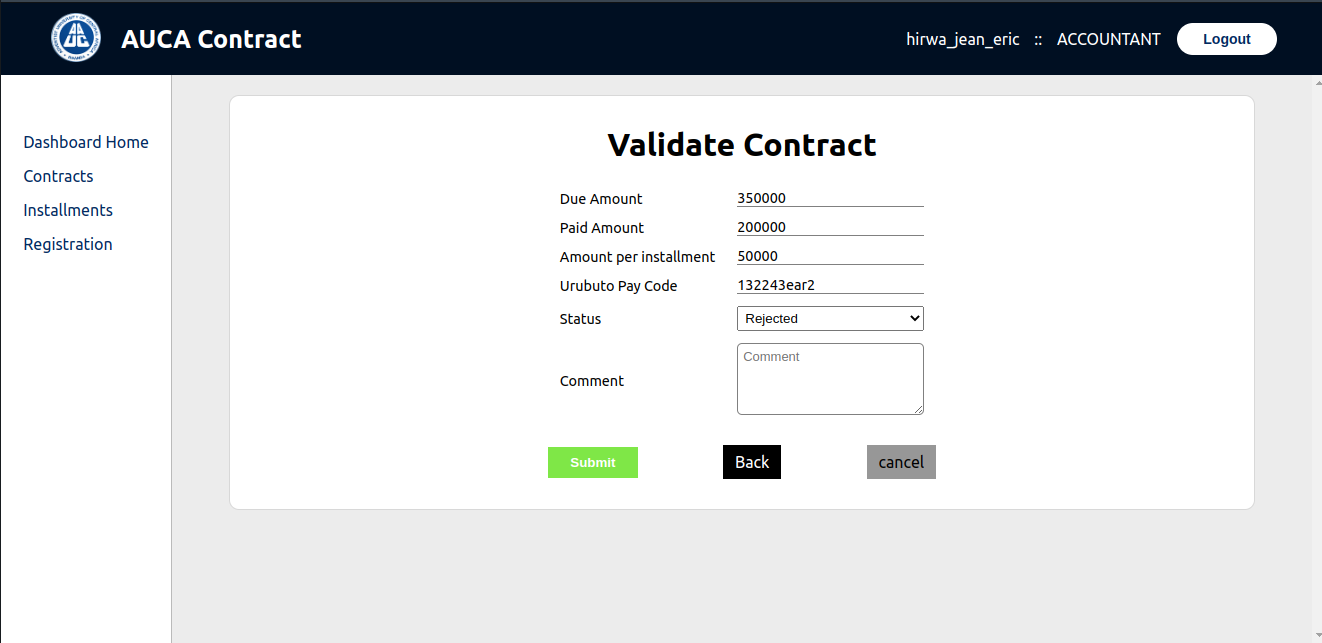 AUCA Contract
hirwa_jean_eric :: ACCOUNTANT Logout
Dashboard Home
Contracts
Installments
Registration
Validate Contract
Due Amount 350000
Paid Amount 200000
Amount per installment 50000
Urubuto Pay Code 132243ear2
Status Rejected
Comment Comment
Submit Back cancel